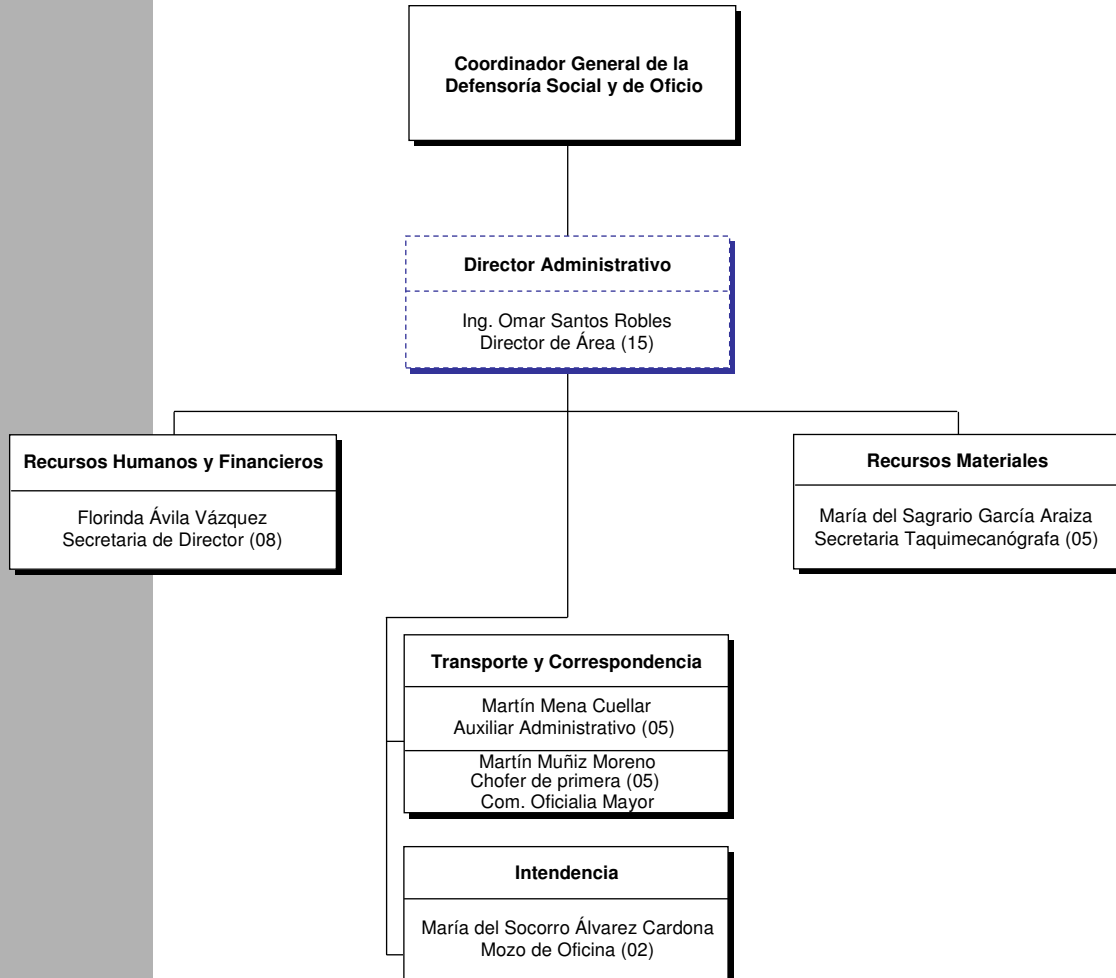 Coordinador General de la
Defensoría Social y de Oficio
Director Administrativo
Ing. Omar Santos Robles
Director de Área (15)
Recursos Humanos y Financieros
Florinda Ávila Vázquez
Secretaria de Director (08)
Recursos Materiales
María del Sagrario García Araiza
Secretaria Taquimecanógrafa (05)
Transporte y Correspondencia
Martín Mena Cuellar
Auxiliar Administrativo (05)
Martín Muñiz Moreno
Chofer de primera (05)
Com. Oficialia Mayor
Intendencia
María del Socorro Álvarez Cardona
Mozo de Oficina (02)